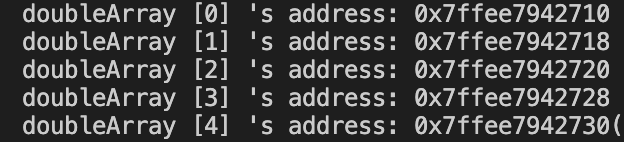 doubleArray [0] 's address: 0x7ffee7942710
doubleArray [1] 's address: 0x7ffee7942718
doubleArray [2] 's address: 0x7ffee7942720
doubleArray [3] 's address: 0x7ffee7942728
doubleArray [4] 's address: 0x7ffee7942730(